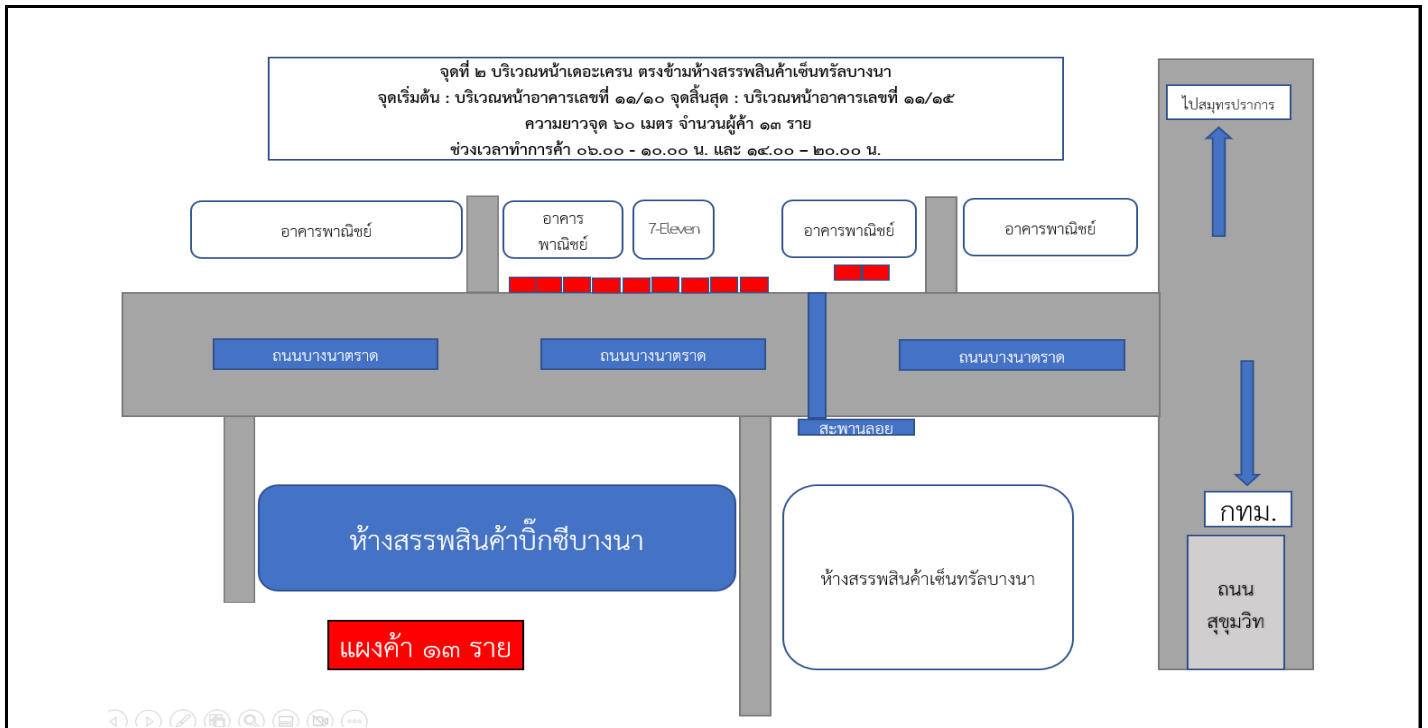 จุดที่ ๒ บริเวณหน้าเดอะเครน ตรงข้ามห้างสรรพสินค้าเซ็นทรัลบางนา
จุดเริ่มต้น : บริเวณหน้าอาคารเลขที่ ๑๑/๑๐ จุดสิ้นสุด : บริเวณหน้าอาคารเลขที่ ๑๑/๑๕
ความยาวจุด ๖๐ เมตร จำนวนผู้ค้า ๑๓ ราย
ช่วงเวลาทำการค้า ๐๖.๐๐ - ๑๐.๐๐ น. และ ๑๔.๐๐ – ๒๐.๐๐ น.
ไปสมุทรปราการ
อาคารพาณิชย์
อาคาร
พาณิชย์
7-Eleven
อาคารพาณิชย์
อาคารพาณิชย์
ถนนบางนาตราด
ถนนบางนาตราด
ถนนบางนาตราด
สะพานลอย
ห้างสรรพสินค้าบิ๊กซีบางนา
ห้างสรรพสินค้าเซ็นทรัลบางนา
กทม.
ถนน
สุขุมวิท
แผงค้า ๑๓ ราย